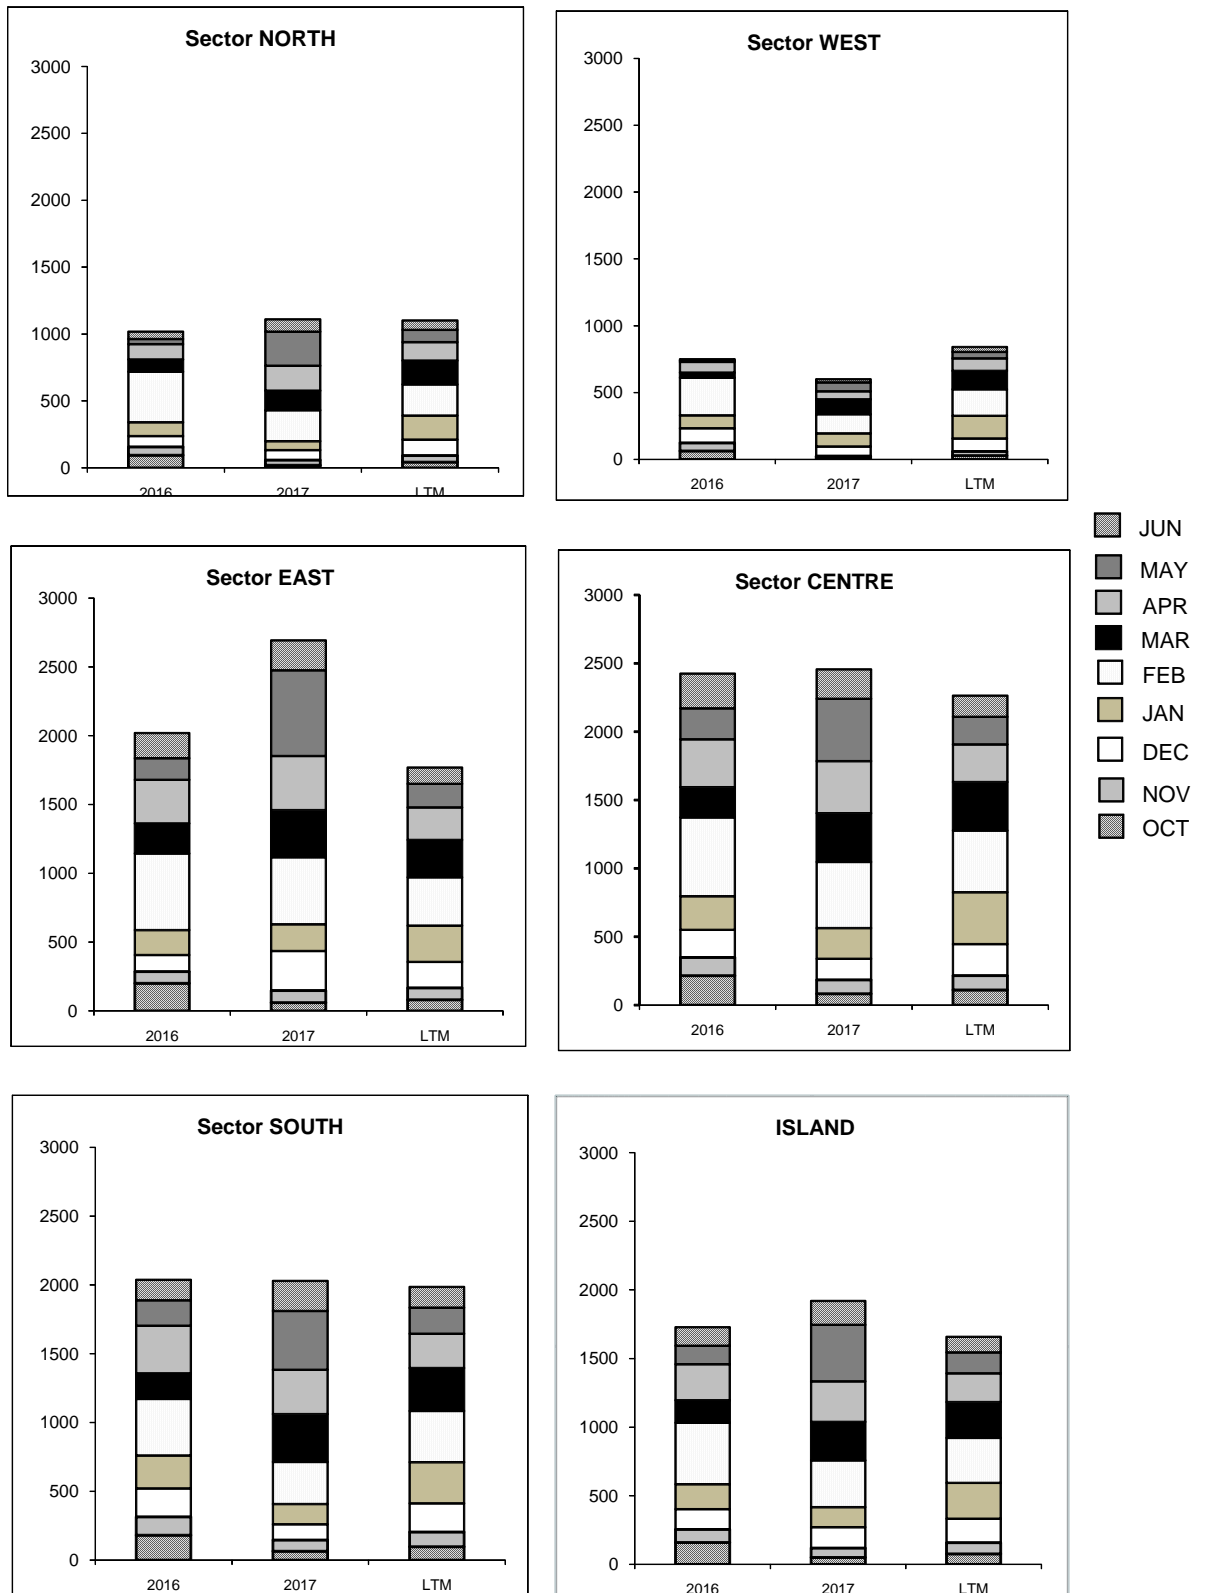 Sector NORTH
3000
2500
2000
1500
1000
500
0
2016 2017 LTM
Sector WEST
3000
2500
2000
1500
1000
500
0
2016 2017 LTM
JUN
MAY
APR
MAR
FEB
JAN
DEC
NOV
OCT
Sector EAST
3000
2500
2000
1500
1000
500
0
2016 2017 LTM
Sector CENTRE
3000
2500
2000
1500
1000
500
0
2016 2017 LTM
Sector SOUTH
3000
2500
2000
1500
1000
500
0
2016 2017 LTM
ISLAND
3000
2500
2000
1500
1000
500
0
2016 2017 LTM